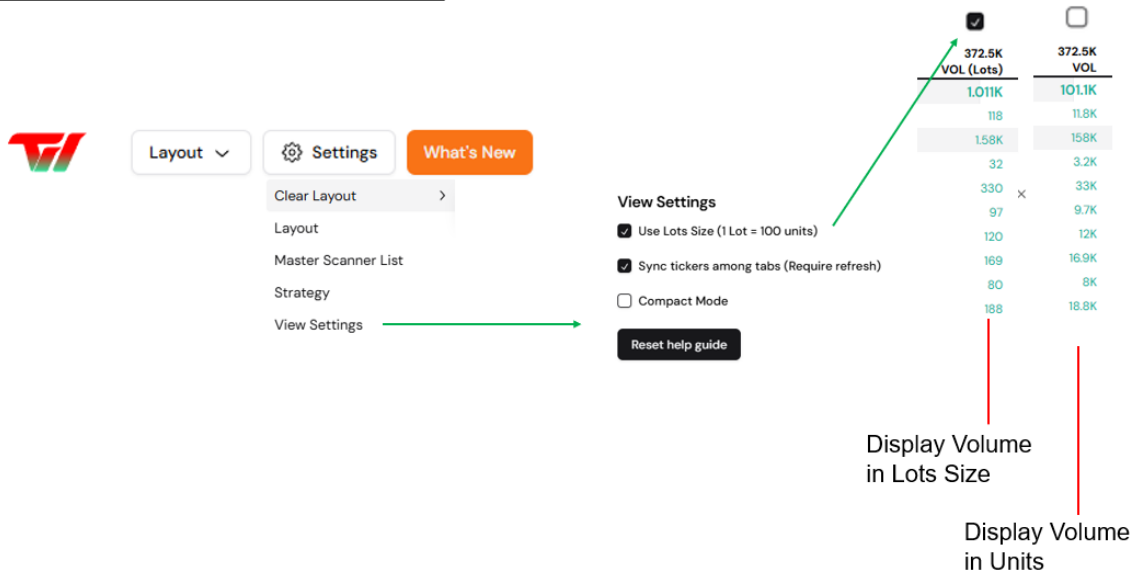 Layout
Settings
What's New
Clear Layout
Layout
Master Scanner List
Strategy
View Settings
View Settings
Use Lots Size (1 Lot = 100 units)
Sync tickers among tabs (Require refresh)
Compact Mode
Reset help guide
372.5K
VOL (Lots)
1.011K
118
1.58K
32
330
97
120
169
80
188
372.5K
VOL
101.1K
11.8K
158K
3.2K
33K
9.7K
12K
16.9K
8K
18.8K
Display Volume
in Lots Size
Display Volume
in Units